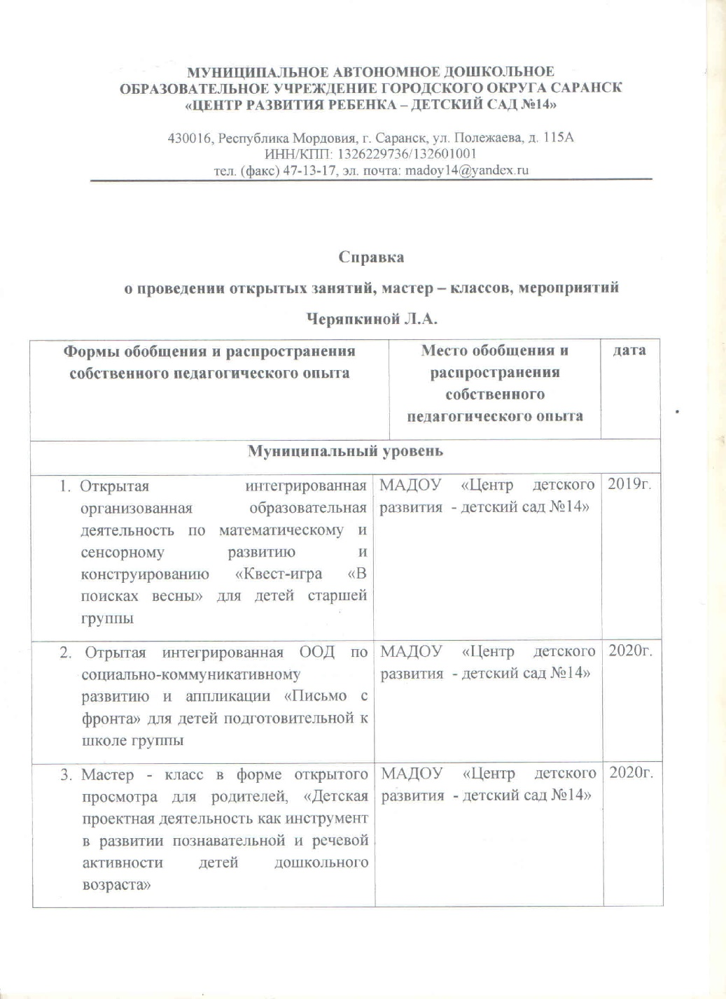 МУНИЦИПАЛЬНОЕ АВТОНОМНОЕ ДОШКОЛЬНОЕ
ОБРАЗОВАТЕЛЬНОЕ УЧРЕЖДЕНИЕ ГОРОДСКОГО ОКРУГА САРАНСК
«ЦЕНТР РАЗВИТИЯ РЕБЕНКА – ДЕТСКИЙ САД №14»
430016, Республика Мордовия, г. Саранск, ул. Полежаева, д. 115А
ИНН/КПП: 1326229736/132601001
тел. (факс) 47-13-17, эл. почта: madoy14@yandex.ru
Справка
о проведении открытых занятий, мастер – классов, мероприятий
Черяпкиной Л.А.
Формы обобщения и распространения
собственного педагогического опыта
Место обобщения и
распространения
собственного
педагогического опыта
дата
Муниципальный уровень
1. Открытая интегрированная
организованная образовательная
деятельность по математическому и
сенсорному развитию и
конструированию «Квест-игра «В
поисках весны» для детей старшей
группы
МАДОУ «Центр детского
развития - детский сад №14»
2019г.
2. Отрытая интегрированная ООД по
социально-коммуникативному
развитию и аппликации «Письмо с
фронта» для детей подготовительной к
школе группы
МАДОУ «Центр детского
развития - детский сад №14»
2020г.
3. Мастер - класс в форме открытого
просмотра для родителей, «Детская
проектная деятельность как инструмент
в развитии познавательной и речевой
активности детей дошкольного
возраста»
МАДОУ «Центр детского
развития - детский сад №14»
2020г.